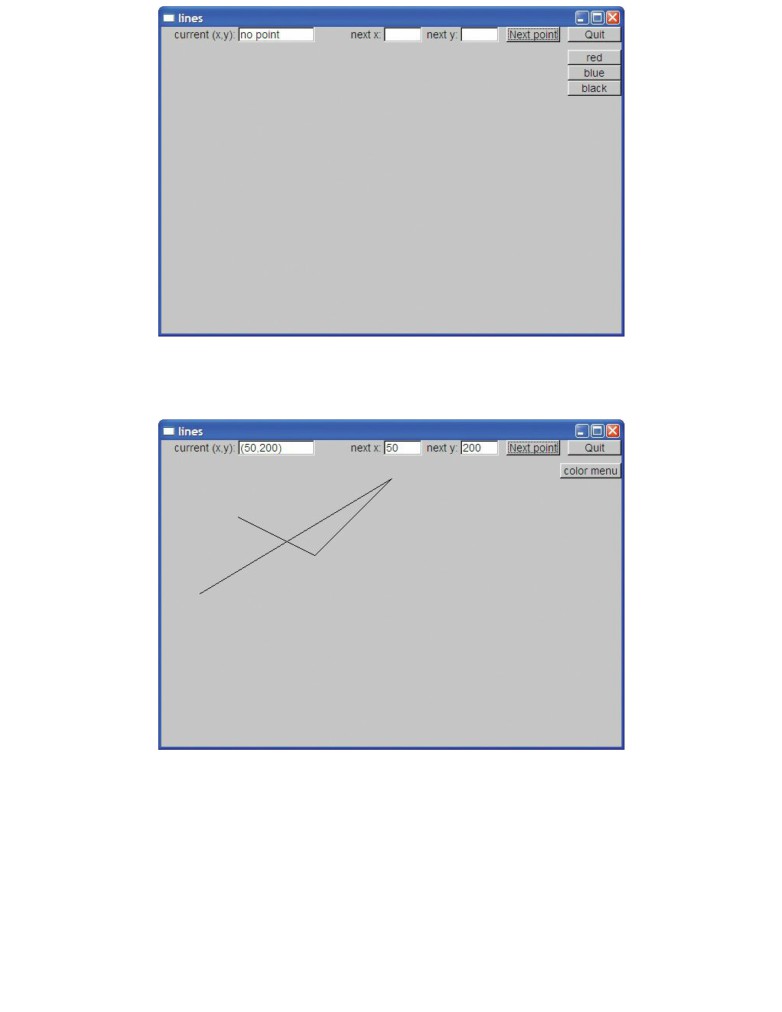 lines
current (x,y): no point next x: next y: Next point Quit
red
blue
black
lines
current (x,y): (50,200) next x: 50 next y: 200 Next point Quit
color menu